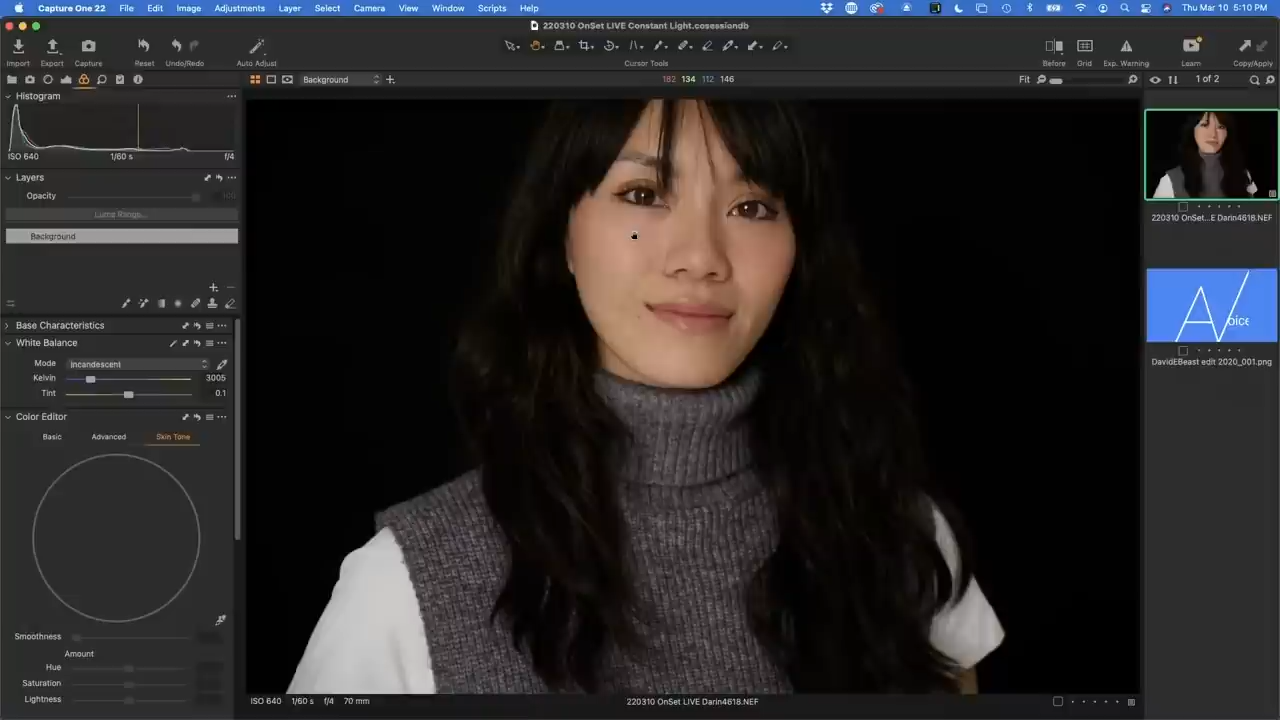 Capture One 22 File Edit Image Adjustments Layer Select Camera View Window Scripts Help Thu Mar 10 5:10 PM
220310 OnSet LIVE Constant Light.cosessiondb
Import Export Capture Reset Undo/Redo Auto Adjust Cursor Tools Before Grid Exp. Warning Learn Copy/Apply
Background 182 134 112 146 Fit 1 of 2
Histogram
ISO 640 1/60 s f/4
Layers
Opacity 100
Luma Range...
Background
220310 OnSet...E Darin4618.NEF
Base Characteristics
White Balance
Mode Incandescent
Kelvin 3005
Tint 0.1
A/oice
DavidEBeast edit 2020_001.png
Color Editor
Basic Advanced Skin Tone
Smoothness
Amount
Hue
Saturation
Lightness
ISO 640 1/60 s f/4 70 mm 220310 OnSet LIVE Darin4618.NEF